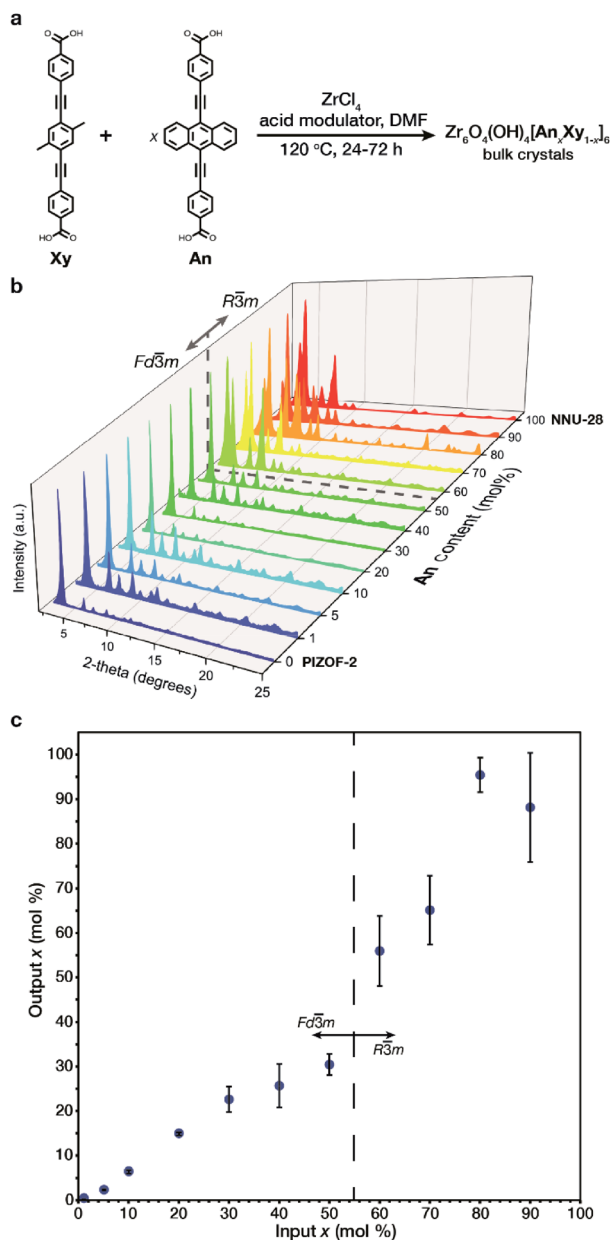 a
O
OH
O
OH
ZrCl4
acid modulator, DMF
120 °C, 24-72 h
Zr6O4(OH)4[AnxXy1-x]6
bulk crystals
+
x
HO
O
HO
O
Xy
An
b
R3̅m
Fd3̅m
Intensity (a.u.)
5
10
15
20
25
2-theta (degrees)
0
1
5
10
20
30
40
50
60
70
80
90
100
PIZOF-2
NNU-28
An Content (mol%)
c
100
90
80
70
60
50
40
30
20
10
0
Output x (mol %)
Fd3̅m
R3̅m
0
10
20
30
40
50
60
70
80
90
100
Input x (mol %)